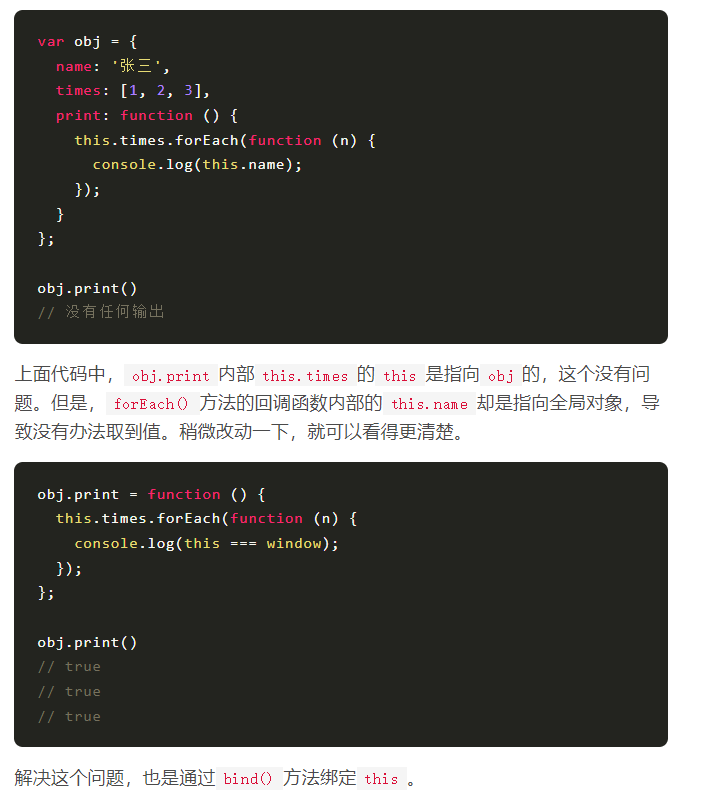 var obj = {
  name: '张三',
  times: [1, 2, 3],
  print: function () {
    this.times.forEach(function (n) {
      console.log(this.name);
    });
  }
};

obj.print()
// 没有任何输出
上面代码中， obj.print 内部 this.times 的 this 是指向 obj 的，这个没有问
题。但是， forEach() 方法的回调函数内部的 this.name 却是指向全局对象，导
致没有办法取到值。稍微改动一下，就可以看得更清楚。
obj.print = function () {
  this.times.forEach(function (n) {
    console.log(this === window);
  });
};

obj.print()
// true
// true
// true
解决这个问题，也是通过 bind() 方法绑定 this 。